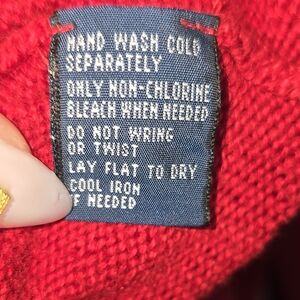 HAND WASH COLD
SEPARATELY
ONLY NON-CHLORINE
BLEACH WHEN NEEDED
DO NOT WRING
OR TWIST
LAY FLAT TO DRY
COOL IRON
IF NEEDED